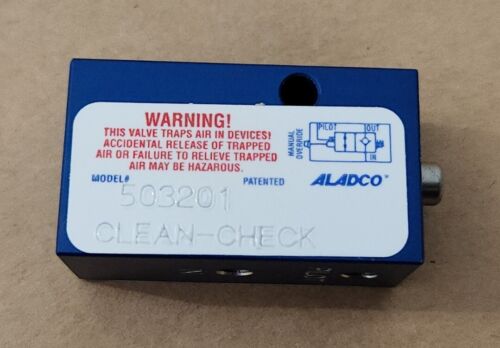 WARNING!
THIS VALVE TRAPS AIR IN DEVICES!
ACCIDENTAL RELEASE OF TRAPPED
AIR OR FAILURE TO RELIEVE TRAPPED
AIR MAY BE HAZARDOUS.
MANUAL
OVERRIDE
PILOT OUT
IN
MODEL# PATENTED ALADCO
503201
CLEAN-CHECK